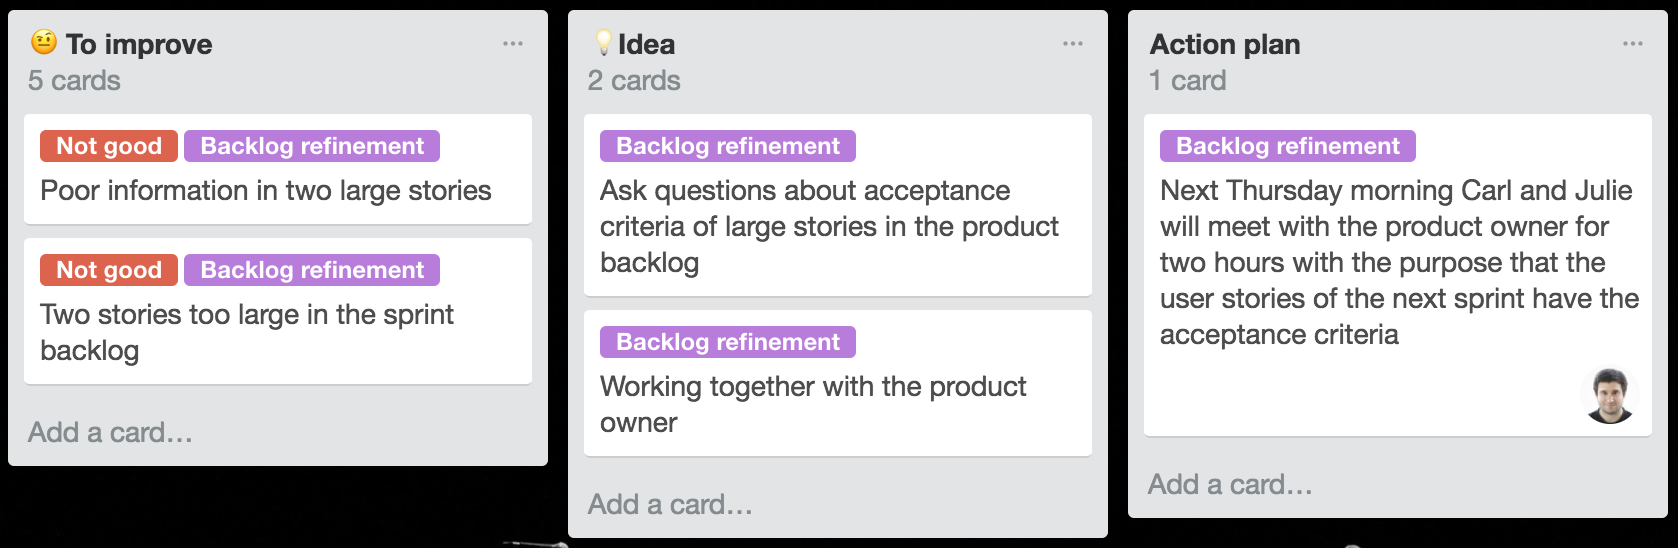 To improve
5 cards
Not good Backlog refinement
Poor information in two large stories
Not good Backlog refinement
Two stories too large in the sprint
backlog
Add a card…
Idea
2 cards
Backlog refinement
Ask questions about acceptance
criteria of large stories in the product
backlog
Backlog refinement
Working together with the product
owner
Add a card…
Action plan
1 card
Backlog refinement
Next Thursday morning Carl and Julie
will meet with the product owner for
two hours with the purpose that the
user stories of the next sprint have the
acceptance criteria
Add a card…